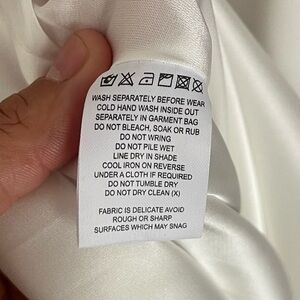 WASH SEPARATELY BEFORE WEAR
COLD HAND WASH INSIDE OUT
SEPARATELY IN GARMENT BAG
DO NOT BLEACH, SOAK OR RUB
DO NOT WRING
DO NOT PILE WET
LINE DRY IN SHADE
COOL IRON ON REVERSE
UNDER A CLOTH IF REQUIRED
DO NOT TUMBLE DRY
DO NOT DRY CLEAN (X)
FABRIC IS DELICATE AVOID
ROUGH OR SHARP
SURFACES WHICH MAY SNAG